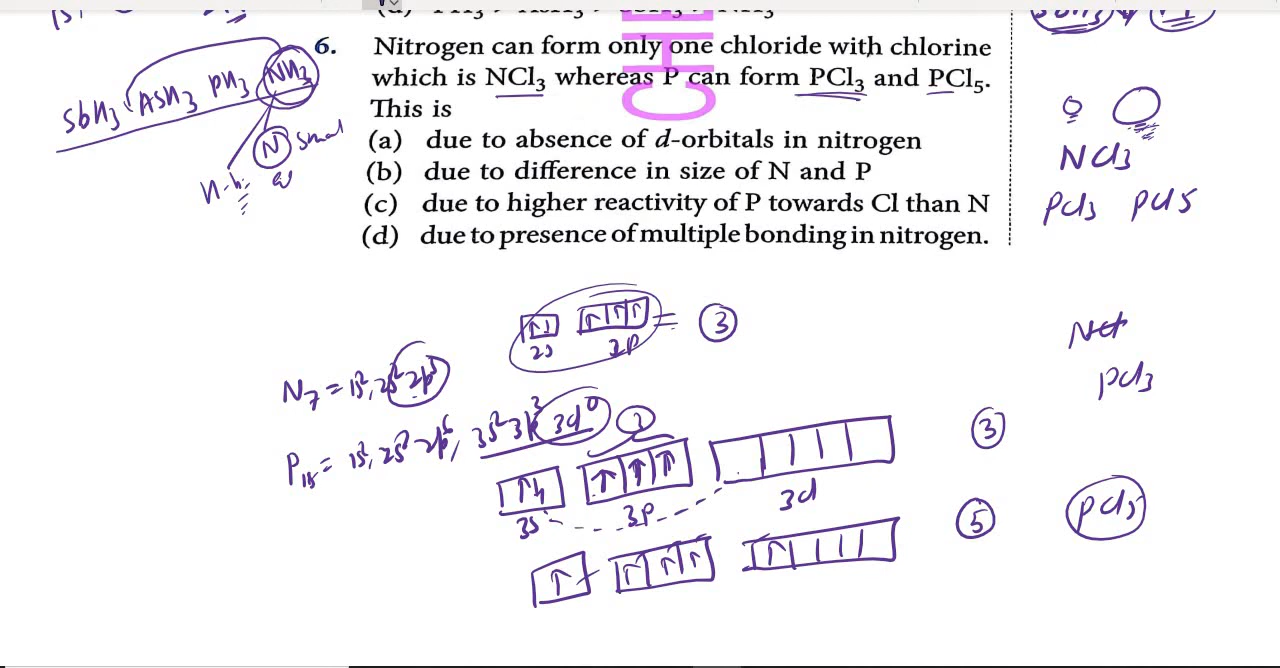 6. Nitrogen can form only one chloride with chlorine
which is NCl3 whereas P can form PCl3 and PCl5.
This is
(a) due to absence of d-orbitals in nitrogen
(b) due to difference in size of N and P
(c) due to higher reactivity of P towards Cl than N
(d) due to presence of multiple bonding in nitrogen.
SbH3 AsH3 PH3 NH3
N small
NCl3
PCl3 PCl5
3
2s 2p
N7 = 1s2, 2s2 2p3
PCl3
P15 = 1s2, 2s2 2p6, 3s2 3p3 3d0
3
3
3s 3p 3d
5
PCl5